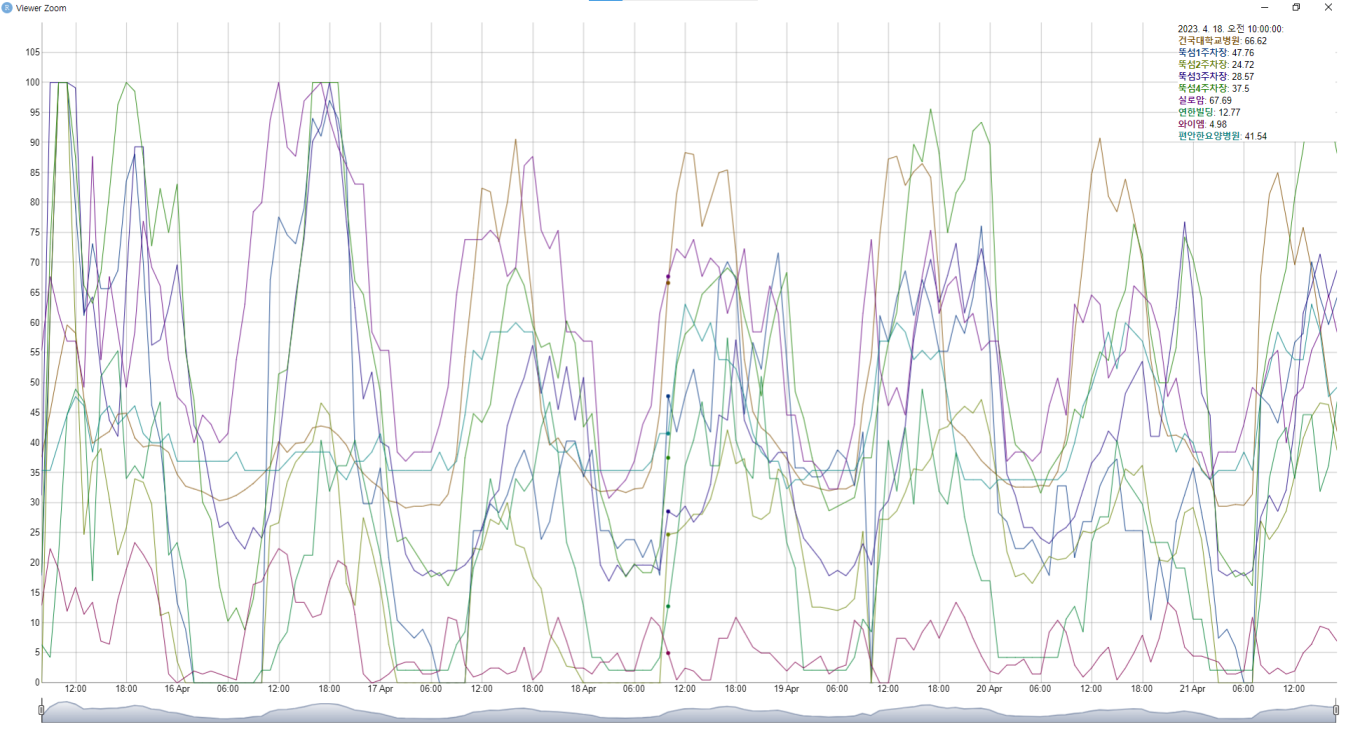 R Viewer Zoom
2023. 4. 18. 오전 10:00:00:
건국대학교병원: 66.62
뚝섬1주차장: 47.76
뚝섬2주차장: 24.72
뚝섬3주차장: 28.57
뚝섬4주차장: 37.5
실로암: 67.69
연한빌딩: 12.77
와이엠: 4.98
편안한요양병원: 41.54
105
100
95
90
85
80
75
70
65
60
55
50
45
40
35
30
25
20
15
10
5
0
12:00 18:00 16 Apr 06:00 12:00 18:00 17 Apr 06:00 12:00 18:00 18 Apr 06:00 12:00 18:00 19 Apr 06:00 12:00 18:00 20 Apr 06:00 12:00 18:00 21 Apr 06:00 12:00